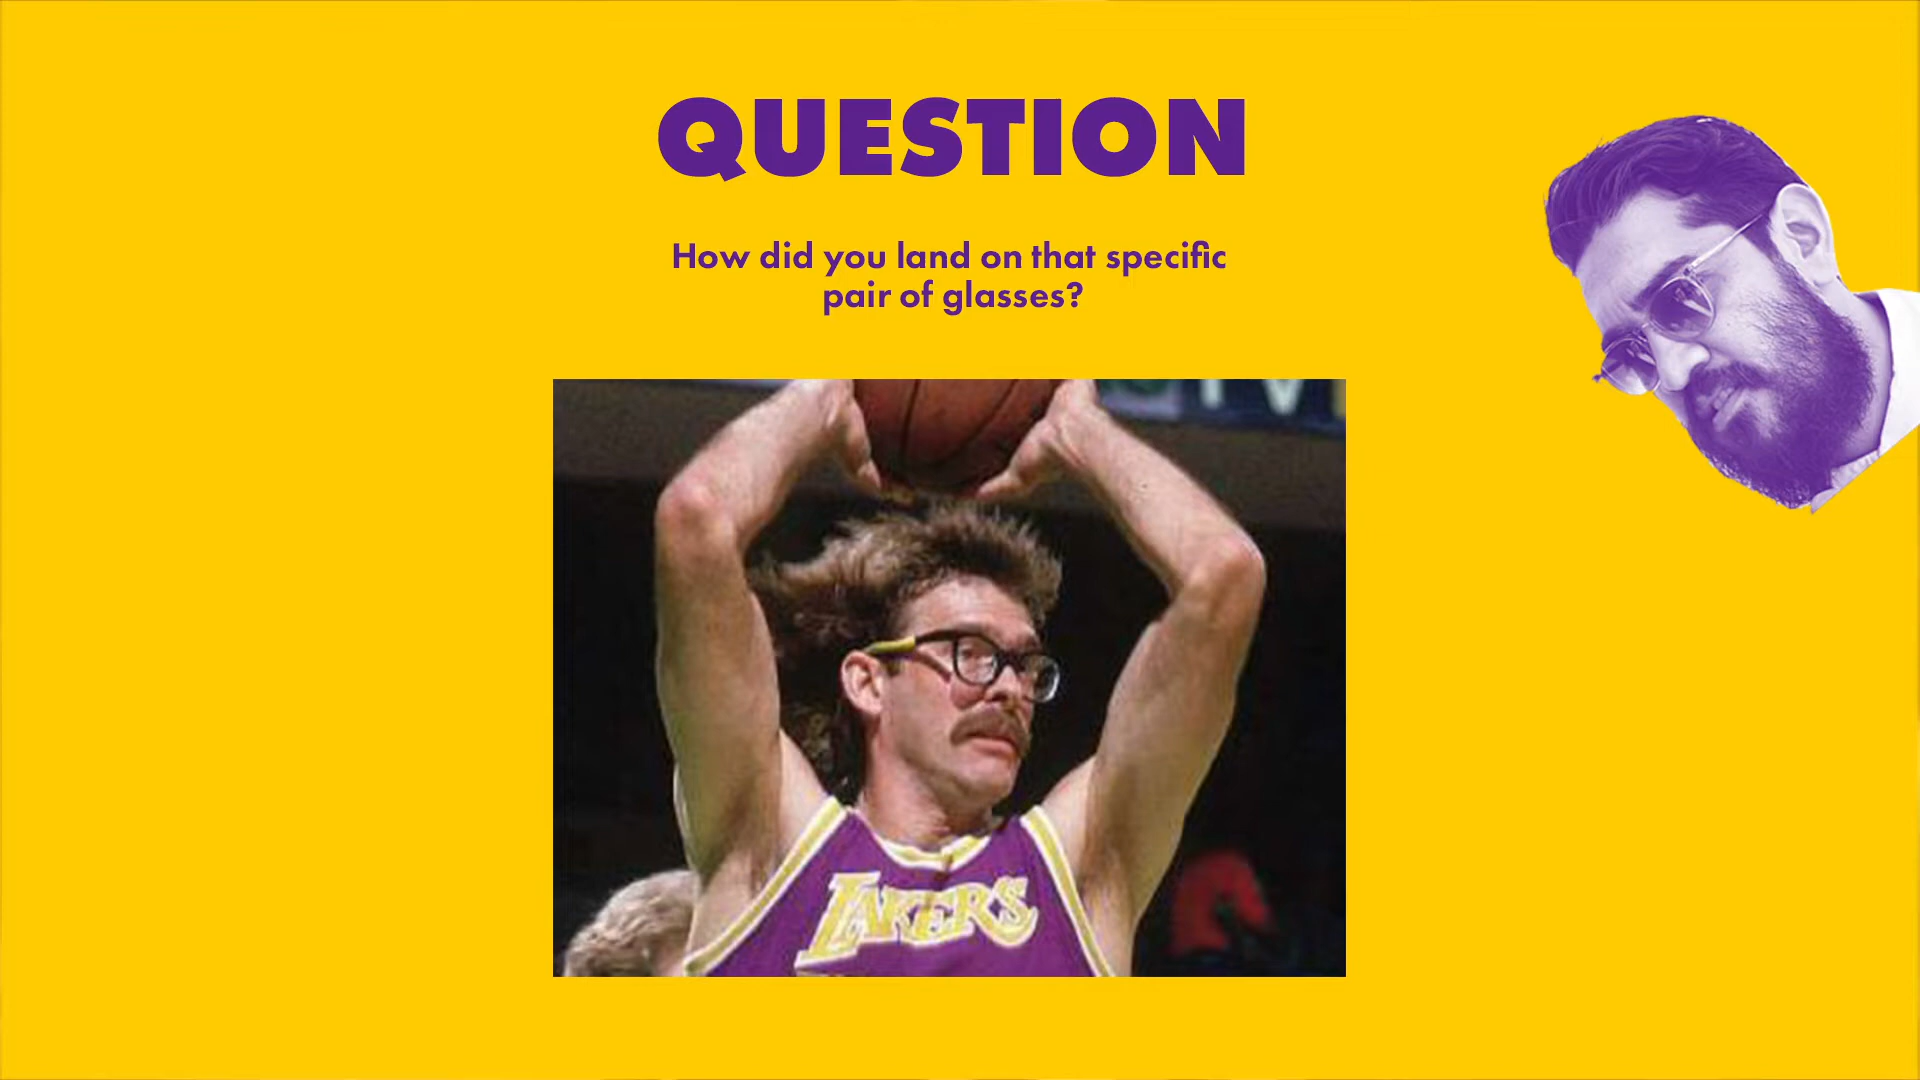 QUESTION
How did you land on that specific
pair of glasses?
LAKERS